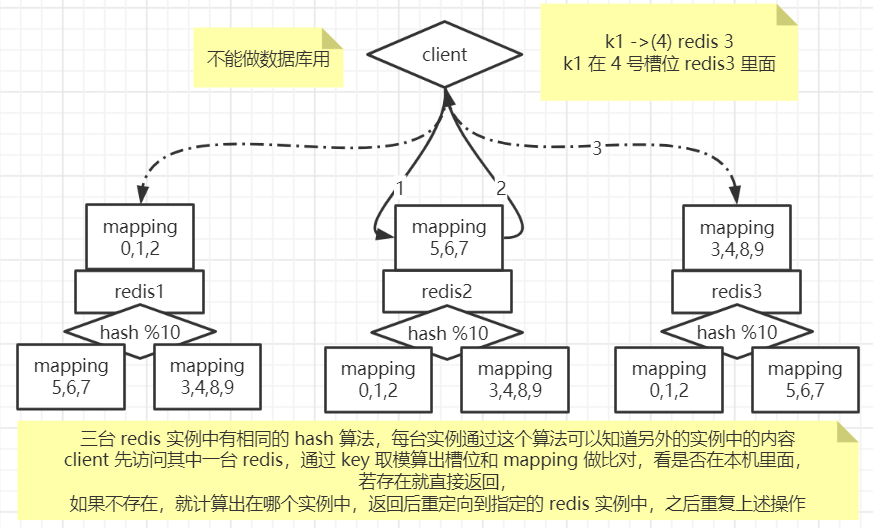 不能做数据库用
client
k1 ->(4) redis 3
k1 在 4 号槽位 redis3 里面
1
2
3
mapping
0,1,2
redis1
hash %10
mapping
5,6,7
mapping
3,4,8,9
mapping
5,6,7
redis2
hash %10
mapping
0,1,2
mapping
3,4,8,9
mapping
3,4,8,9
redis3
hash %10
mapping
0,1,2
mapping
5,6,7
三台 redis 实例中有相同的 hash 算法，每台实例通过这个算法可以知道另外的实例中的内容
client 先访问其中一台 redis，通过 key 取模算出槽位和 mapping 做比对，看是否在本机里面，
若存在就直接返回，
如果不存在，就计算出在哪个实例中，返回后重定向到指定的 redis 实例中，之后重复上述操作